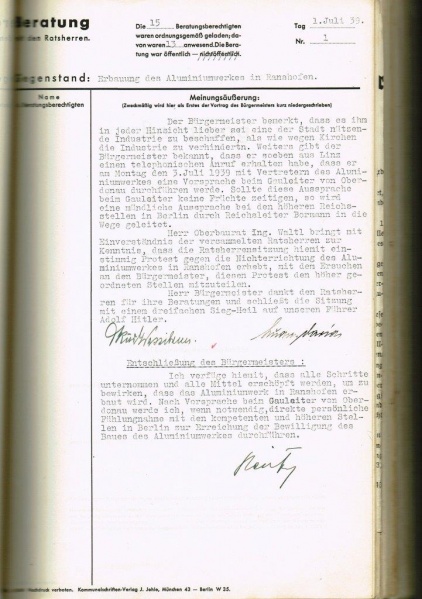 Beratung
den Ratsherren.
Die 15 Beratungsberechtigten
waren ordnungsgemäß geladen; da-
von waren 13 anwesend. Die Bera-
tung war öffentlich – nichtöffentlich.
Tag 1. Juli 39.
Nr. 1
Gegenstand: Erbauung des Aluminiumwerkes in Ranshofen.
Name
Beratungsberechtigten
Meinungsäußerung:
(Zweckmäßig wird hier als Erstes der Vortrag des Bürgermeisters kurz niedergeschrieben)
Der Bürgermeister bemerkt, dass es ihm
in jeder Hinsicht lieber sei eine der Stadt nützen-
de Industrie zu beschaffen, als wie wegen Kirchen
die Industrie zu verhindertn. Weiters gibt der
Bürgermeister bekannt, dass er soeben aus Linz
einen telephonischen Anruf erhalten habe, dass er
am Montag den 3.Juli 1939 mit Vertretern des Alumi-
niumwerkes eine Vorsprache beim Gauleiter von Ober-
donau durchführen werde. Sollte diese Aussprache
beim Gauleiter keine Früchte zeitigen, so wird
eine mündliche Aussprache bei den höheren Reichs-
stellen in Berlin durch Reichsleiter Bormann in die
Wege geleitet.
Herr Oberbaurat Ing. Waltl bringt mit
Einverständnis der versammelten Ratsherren zur
Kenntnis, dass die Ratsherrensitzung hiemit ein-
stimmig Protest gegen die Nichterrichtung des Alu-
miniumwerkes in Ranshofen erhebt, mit dem Ersuchen
an den Bürgermeister, diesen Protest den höher ge-
ordneten Stellen mitzuteilen.
Herr Bürgermeister dankt den Ratsher-
ren für ihre Beratungen und schließt die Sitzung
mit einem dreifachen Sieg-Heil auf unseren Führer
Adolf Hitler.
Entschließung des Bürgermeisters :
Ich verfüge hiemit, dass alle Schritte
unternommen und alle Mittel erschöpft werden, um zu
bewirken, dass das Aluminiumwerk in Ranshofen er-
baut wird. Nach Vorsprache beim Gauleiter von Ober-
donau werde ich, wenn notwendig, direkte persönliche
Fühlungnahme mit den kompetenten und höheren Stel-
len in Berlin zur Erreichung der Bewilligung des
Baues des Aluminiumwerkes durchführen.
Nachdruck verboten. Kommunalschriften-Verlag J. Jehle, München 42 – Berlin W 25.